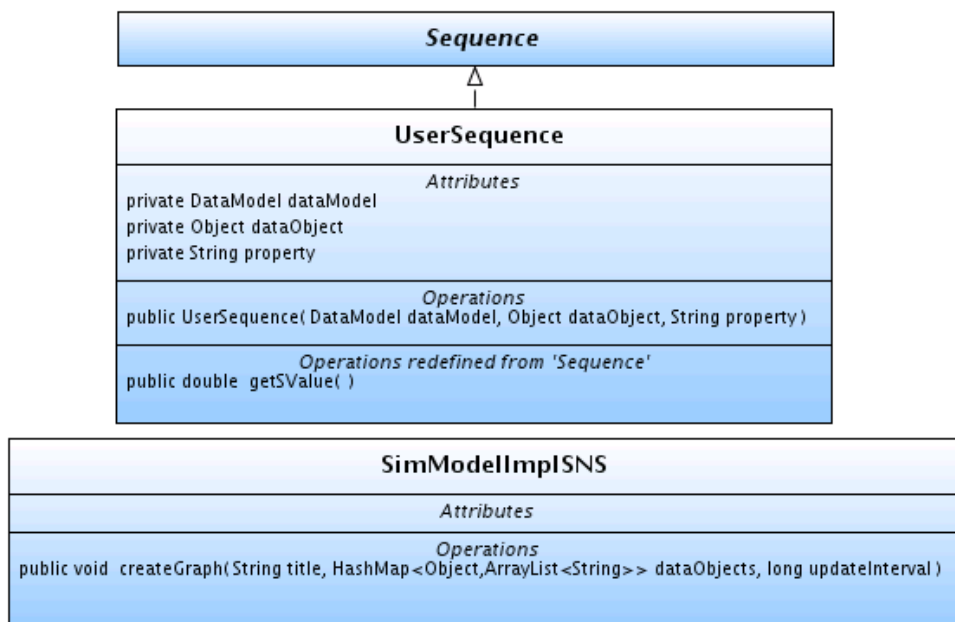 Sequence
UserSequence
Attributes
private DataModel dataModel
private Object dataObject
private String property
Operations
public UserSequence( DataModel dataModel, Object dataObject, String property )
Operations redefined from 'Sequence'
public double getSValue( )
SimModelImplSNS
Attributes
Operations
public void createGraph( String title, HashMap<Object,ArrayList<String>> dataObjects, long updateInterval )